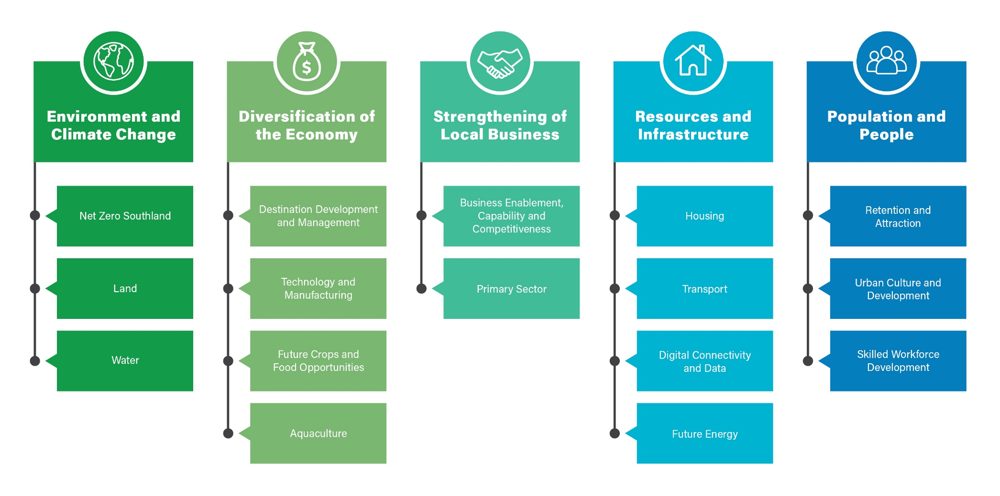 Environment and
Climate Change
Net Zero Southland
Land
Water
Diversification of
the Economy
Destination Development
and Management
Technology and
Manufacturing
Future Crops and
Food Opportunities
Aquaculture
Strengthening of
Local Business
Business Enablement,
Capability and
Competitiveness
Primary Sector
Resources and
Infrastructure
Housing
Transport
Digital Connectivity
and Data
Future Energy
Population and
People
Retention and
Attraction
Urban Culture and
Development
Skilled Workforce
Development